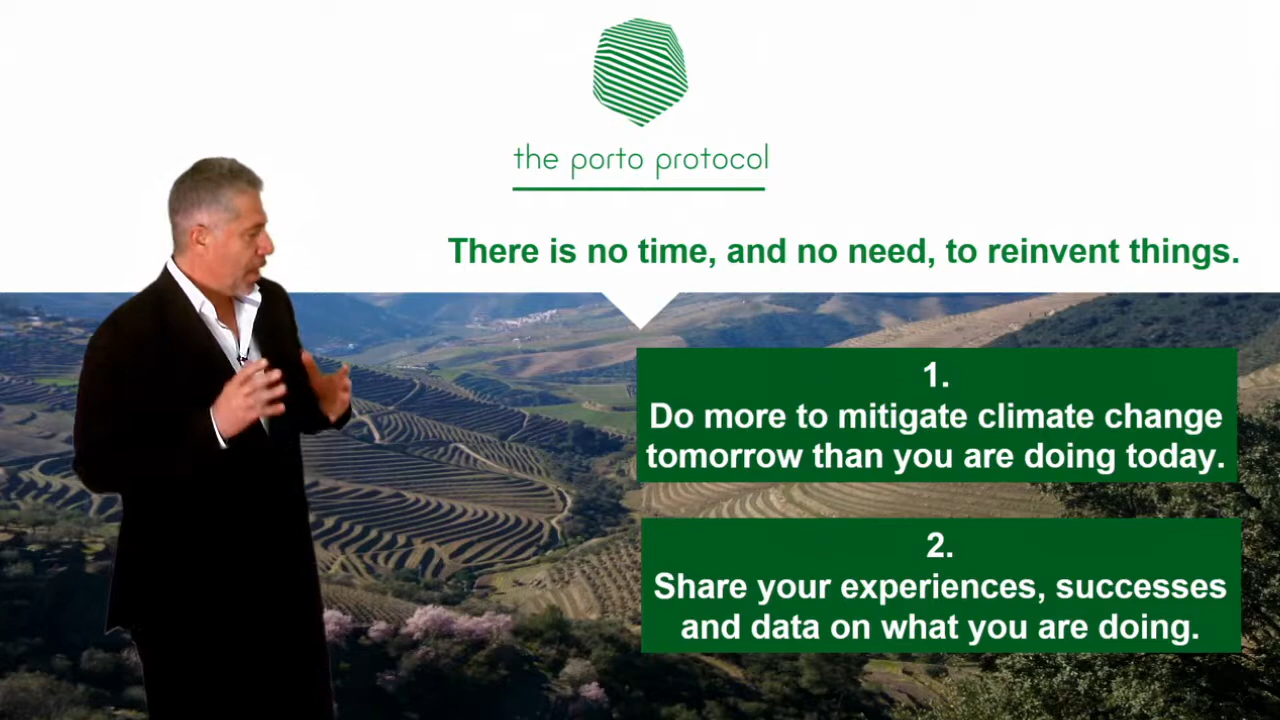 the porto protocol
There is no time, and no need, to reinvent things.
1.
Do more to mitigate climate change
tomorrow than you are doing today.
2.
Share your experiences, successes
and data on what you are doing.